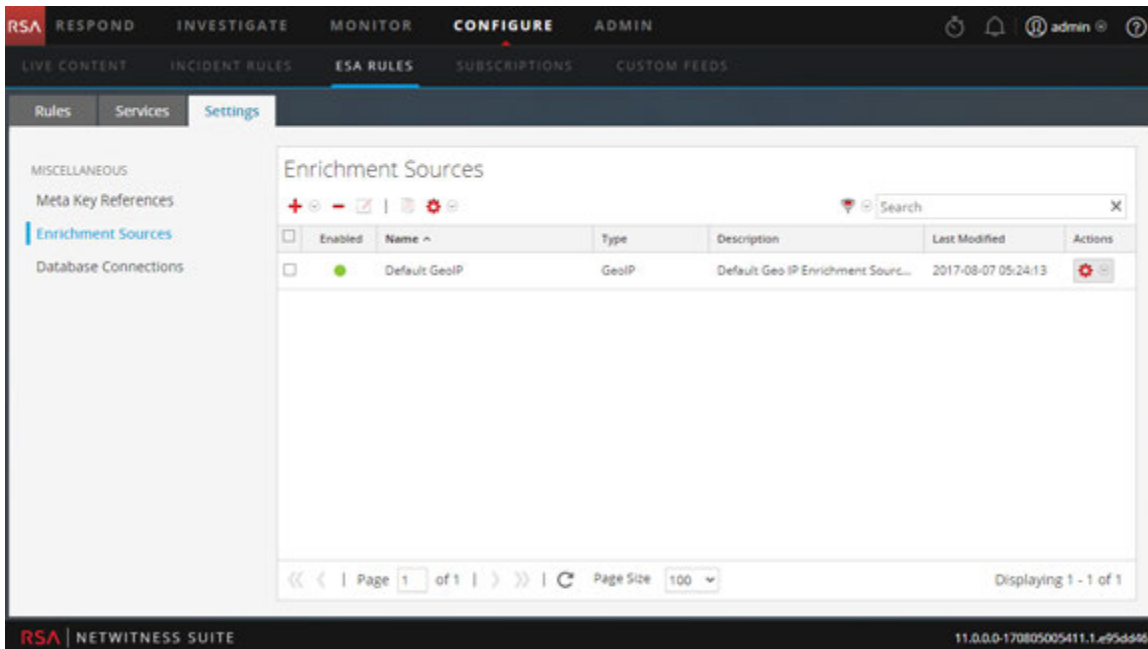 RSA RESPOND INVESTIGATE MONITOR CONFIGURE ADMIN admin
LIVE CONTENT INCIDENT RULES ESA RULES SUBSCRIPTIONS CUSTOM FEEDS
Rules Services Settings
MISCELLANEOUS
Meta Key References
Enrichment Sources
Database Connections
Enrichment Sources
Search
Enabled Name Type Description Last Modified Actions
Default GeoIP GeoIP Default Geo IP Enrichment Sourc... 2017-08-07 05:24:13
Page 1 of 1 Page Size 100 Displaying 1 - 1 of 1
RSA NETWITNESS SUITE 11.0.0.0-170805005411.1.e95dd46